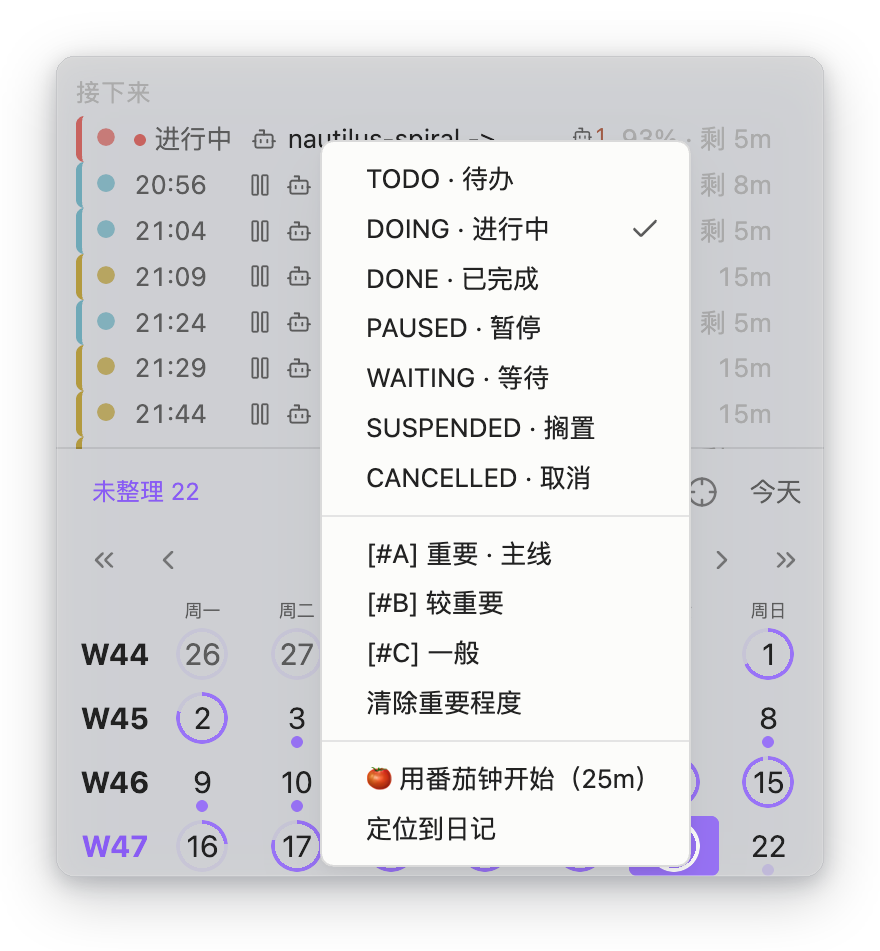 接下来
进行中 nautilus-spiral -> 1 93% · 剩 5m
20:56 剩 8m
21:04 剩 5m
21:09 15m
21:24 剩 5m
21:29 15m
21:44 15m
TODO · 待办
DOING · 进行中
DONE · 已完成
PAUSED · 暂停
WAITING · 等待
SUSPENDED · 搁置
CANCELLED · 取消
[#A] 重要 · 主线
[#B] 较重要
[#C] 一般
清除重要程度
🍅 用番茄钟开始（25m）
定位到日记
未整理 22 今天
周一 周二 周日
W44 26 27 1
W45 2 3 8
W46 9 10 15
W47 16 17 22